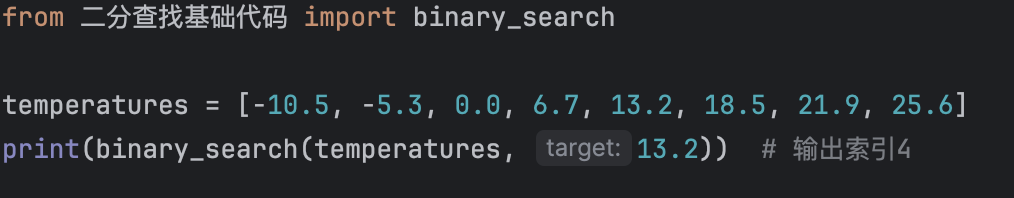 from 二分查找基础代码 import binary_search
temperatures = [-10.5, -5.3, 0.0, 6.7, 13.2, 18.5, 21.9, 25.6]
print(binary_search(temperatures, target: 13.2))  # 输出索引4